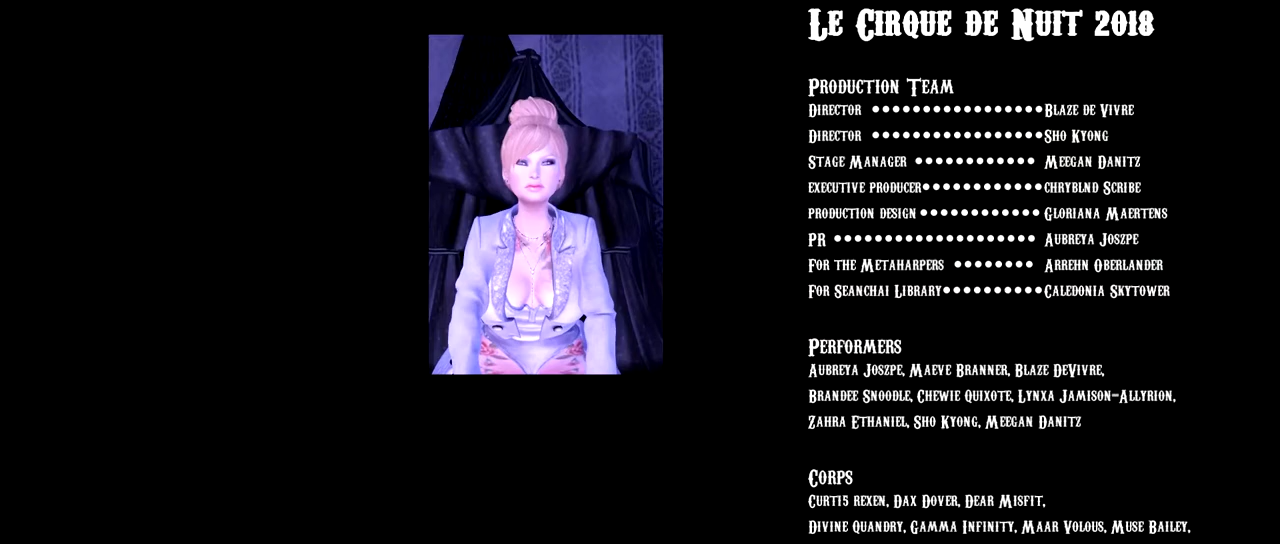 Le Cirque de Nuit 2018
Production Team
Director ●●●●●●●●●●●●●●●●●Blaze de Vivre
Director ●●●●●●●●●●●●●●●●●Sho Kyong
Stage Manager ●●●●●●●●●●●● Meegan Danitz
executive producer●●●●●●●●●●●●chryblnd Scribe
production design ●●●●●●●●●●●● Gloriana Maertens
PR ●●●●●●●●●●●●●●●●●●●● Aubreya Joszpe
For the Metaharpers ●●●●●●●● Arrehn Oberlander
For Seanchai Library●●●●●●●●●●Caledonia Skytower
Performers
Aubreya Joszpe, Maeve Branner, Blaze DeVivre,
Brandee Snoodle, Chewie Quixote, Lynxa Jamison-Allyrion,
Zahra Ethaniel, Sho Kyong, Meegan Danitz
Corps
Curt15 rexen, Dax Dover, Dear Misfit,
Divine Quandry, Gamma Infinity, Maar Volous, Muse Bailey,